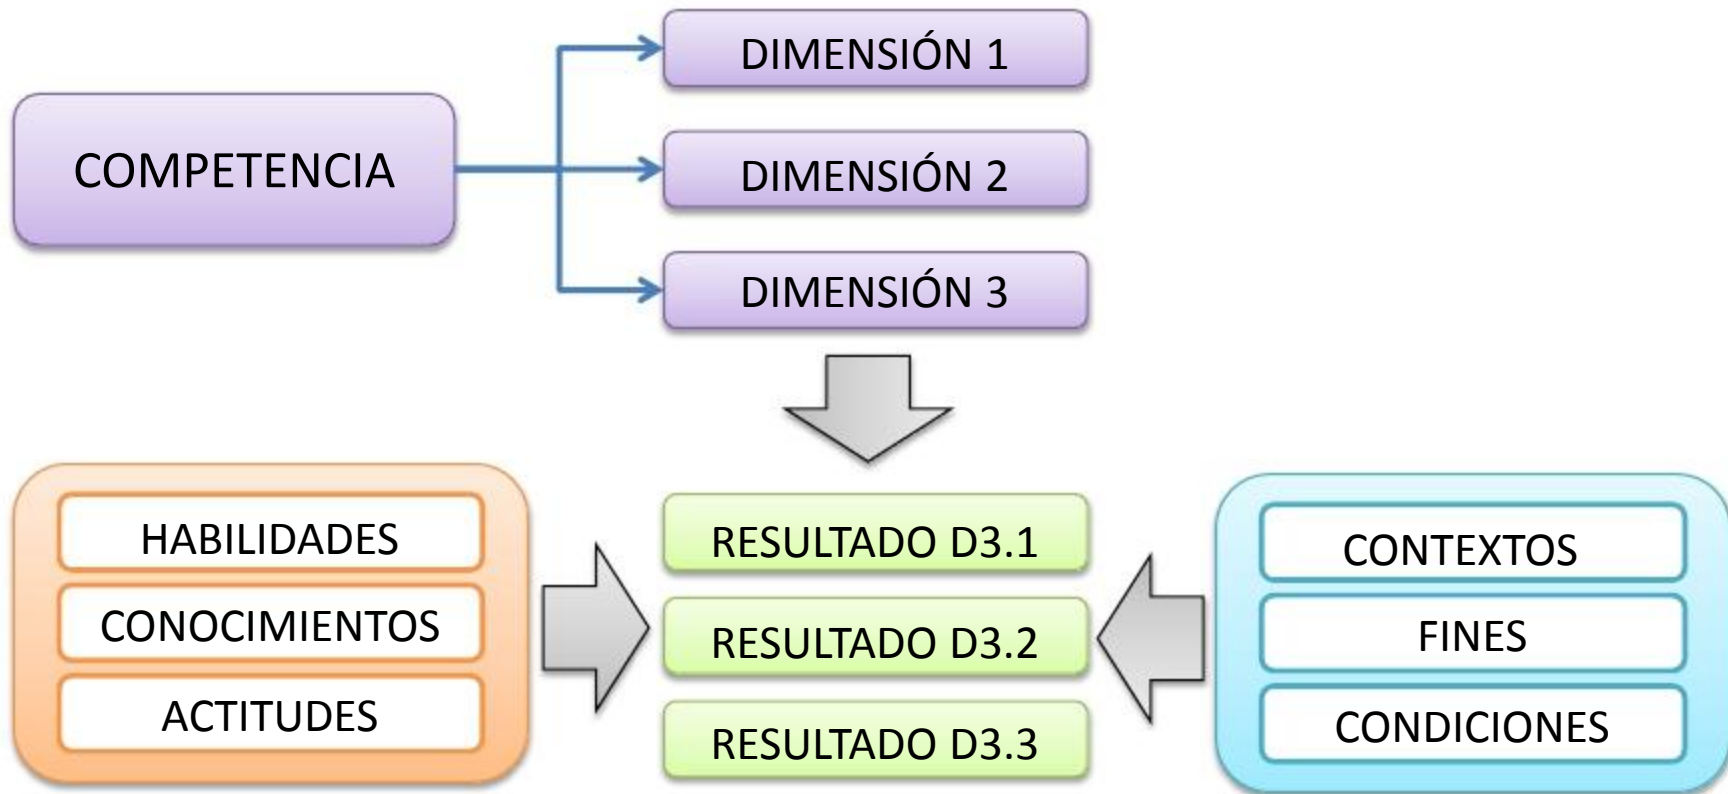 COMPETENCIA
DIMENSIÓN 1
DIMENSIÓN 2
DIMENSIÓN 3
HABILIDADES
CONOCIMIENTOS
ACTITUDES
RESULTADO D3.1
RESULTADO D3.2
RESULTADO D3.3
CONTEXTOS
FINES
CONDICIONES